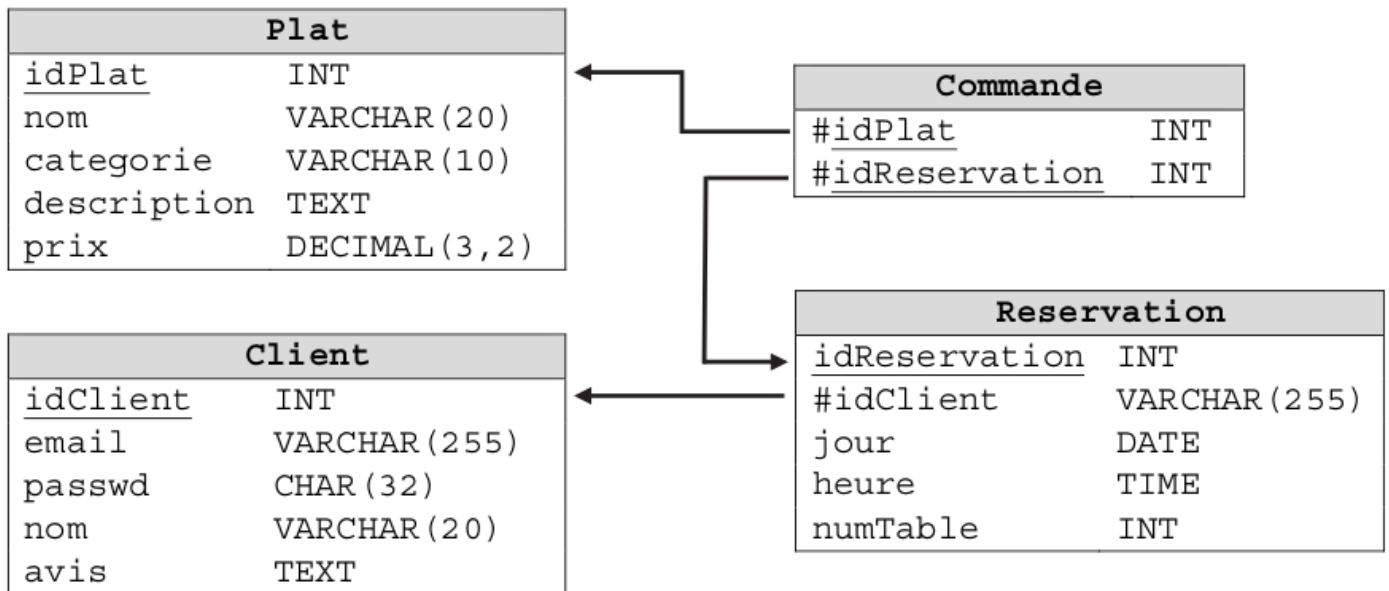 Plat
idPlat INT
nom VARCHAR(20)
categorie VARCHAR(10)
description TEXT
prix DECIMAL(3,2)
Commande
#idPlat INT
#idReservation INT
Client
idClient INT
email VARCHAR(255)
passwd CHAR(32)
nom VARCHAR(20)
avis TEXT
Reservation
idReservation INT
#idClient VARCHAR(255)
jour DATE
heure TIME
numTable INT